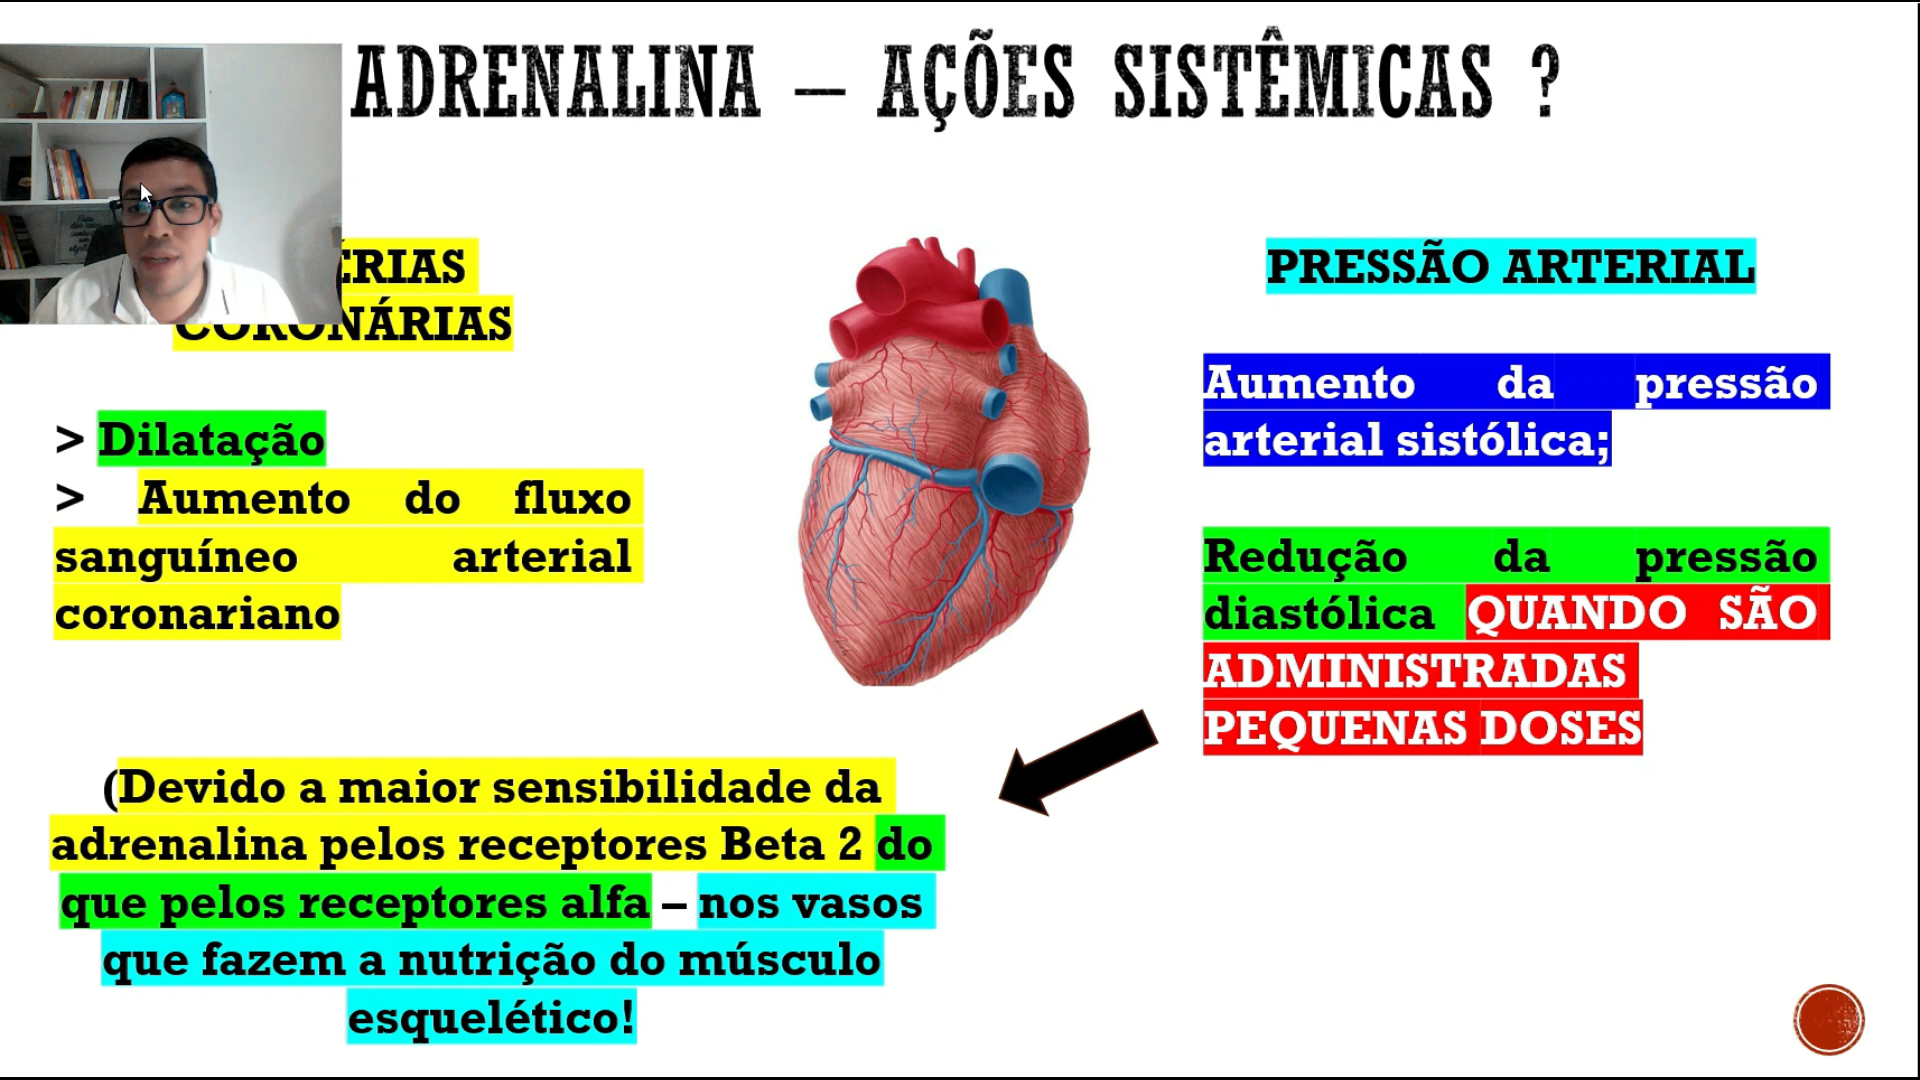 ADRENALINA – AÇÕES SISTÊMICAS ?
CORONÁRIAS
> Dilatação
> Aumento do fluxo
sanguíneo arterial
coronariano
PRESSÃO ARTERIAL
Aumento da pressão
arterial sistólica;
Redução da pressão
diastólica QUANDO SÃO
ADMINISTRADAS
PEQUENAS DOSES
(Devido a maior sensibilidade da
adrenalina pelos receptores Beta 2 do
que pelos receptores alfa – nos vasos
que fazem a nutrição do músculo
esquelético!